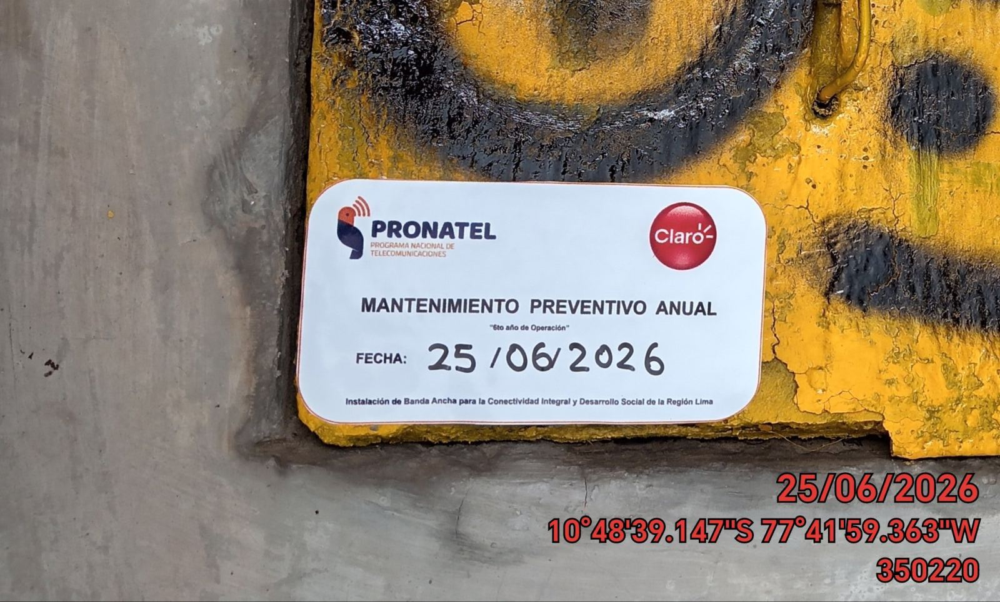 PRONATEL
PROGRAMA NACIONAL DE
TELECOMUNICACIONES
Claro
MANTENIMIENTO PREVENTIVO ANUAL
"6to año de Operación"
FECHA: 25/06/2026
Instalación de Banda Ancha para la Conectividad Integral y Desarrollo Social de la Región Lima
25/06/2026
10°48'39.147"S 77°41'59.363"W
350220